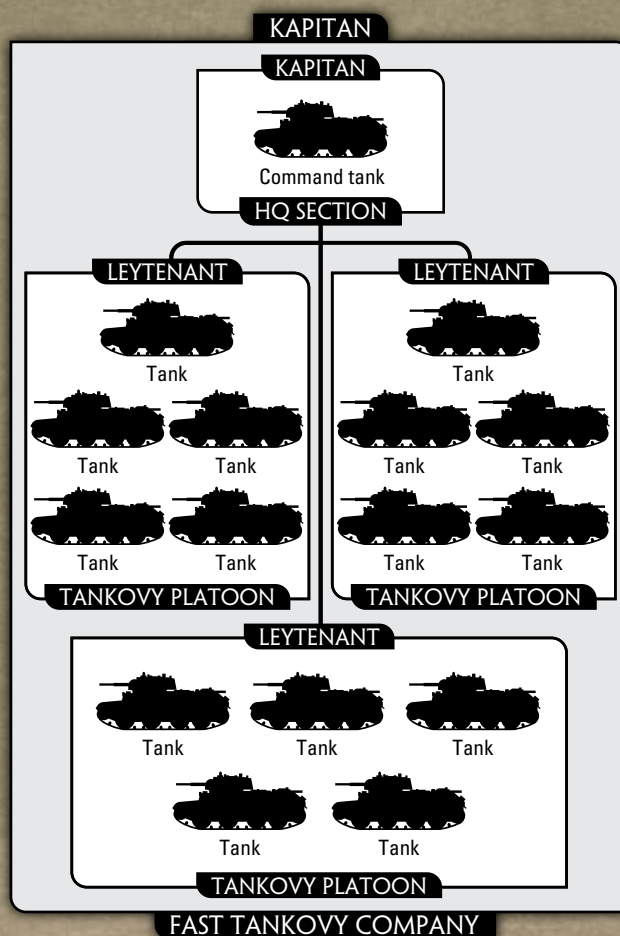 KAPITAN
KAPITAN
Command tank
HQ SECTION
LEYTENANT
Tank
Tank Tank
Tank Tank
TANKOVY PLATOON
LEYTENANT
Tank
Tank Tank
Tank Tank
TANKOVY PLATOON
LEYTENANT
Tank Tank Tank
Tank Tank
TANKOVY PLATOON
FAST TANKOVY COMPANY